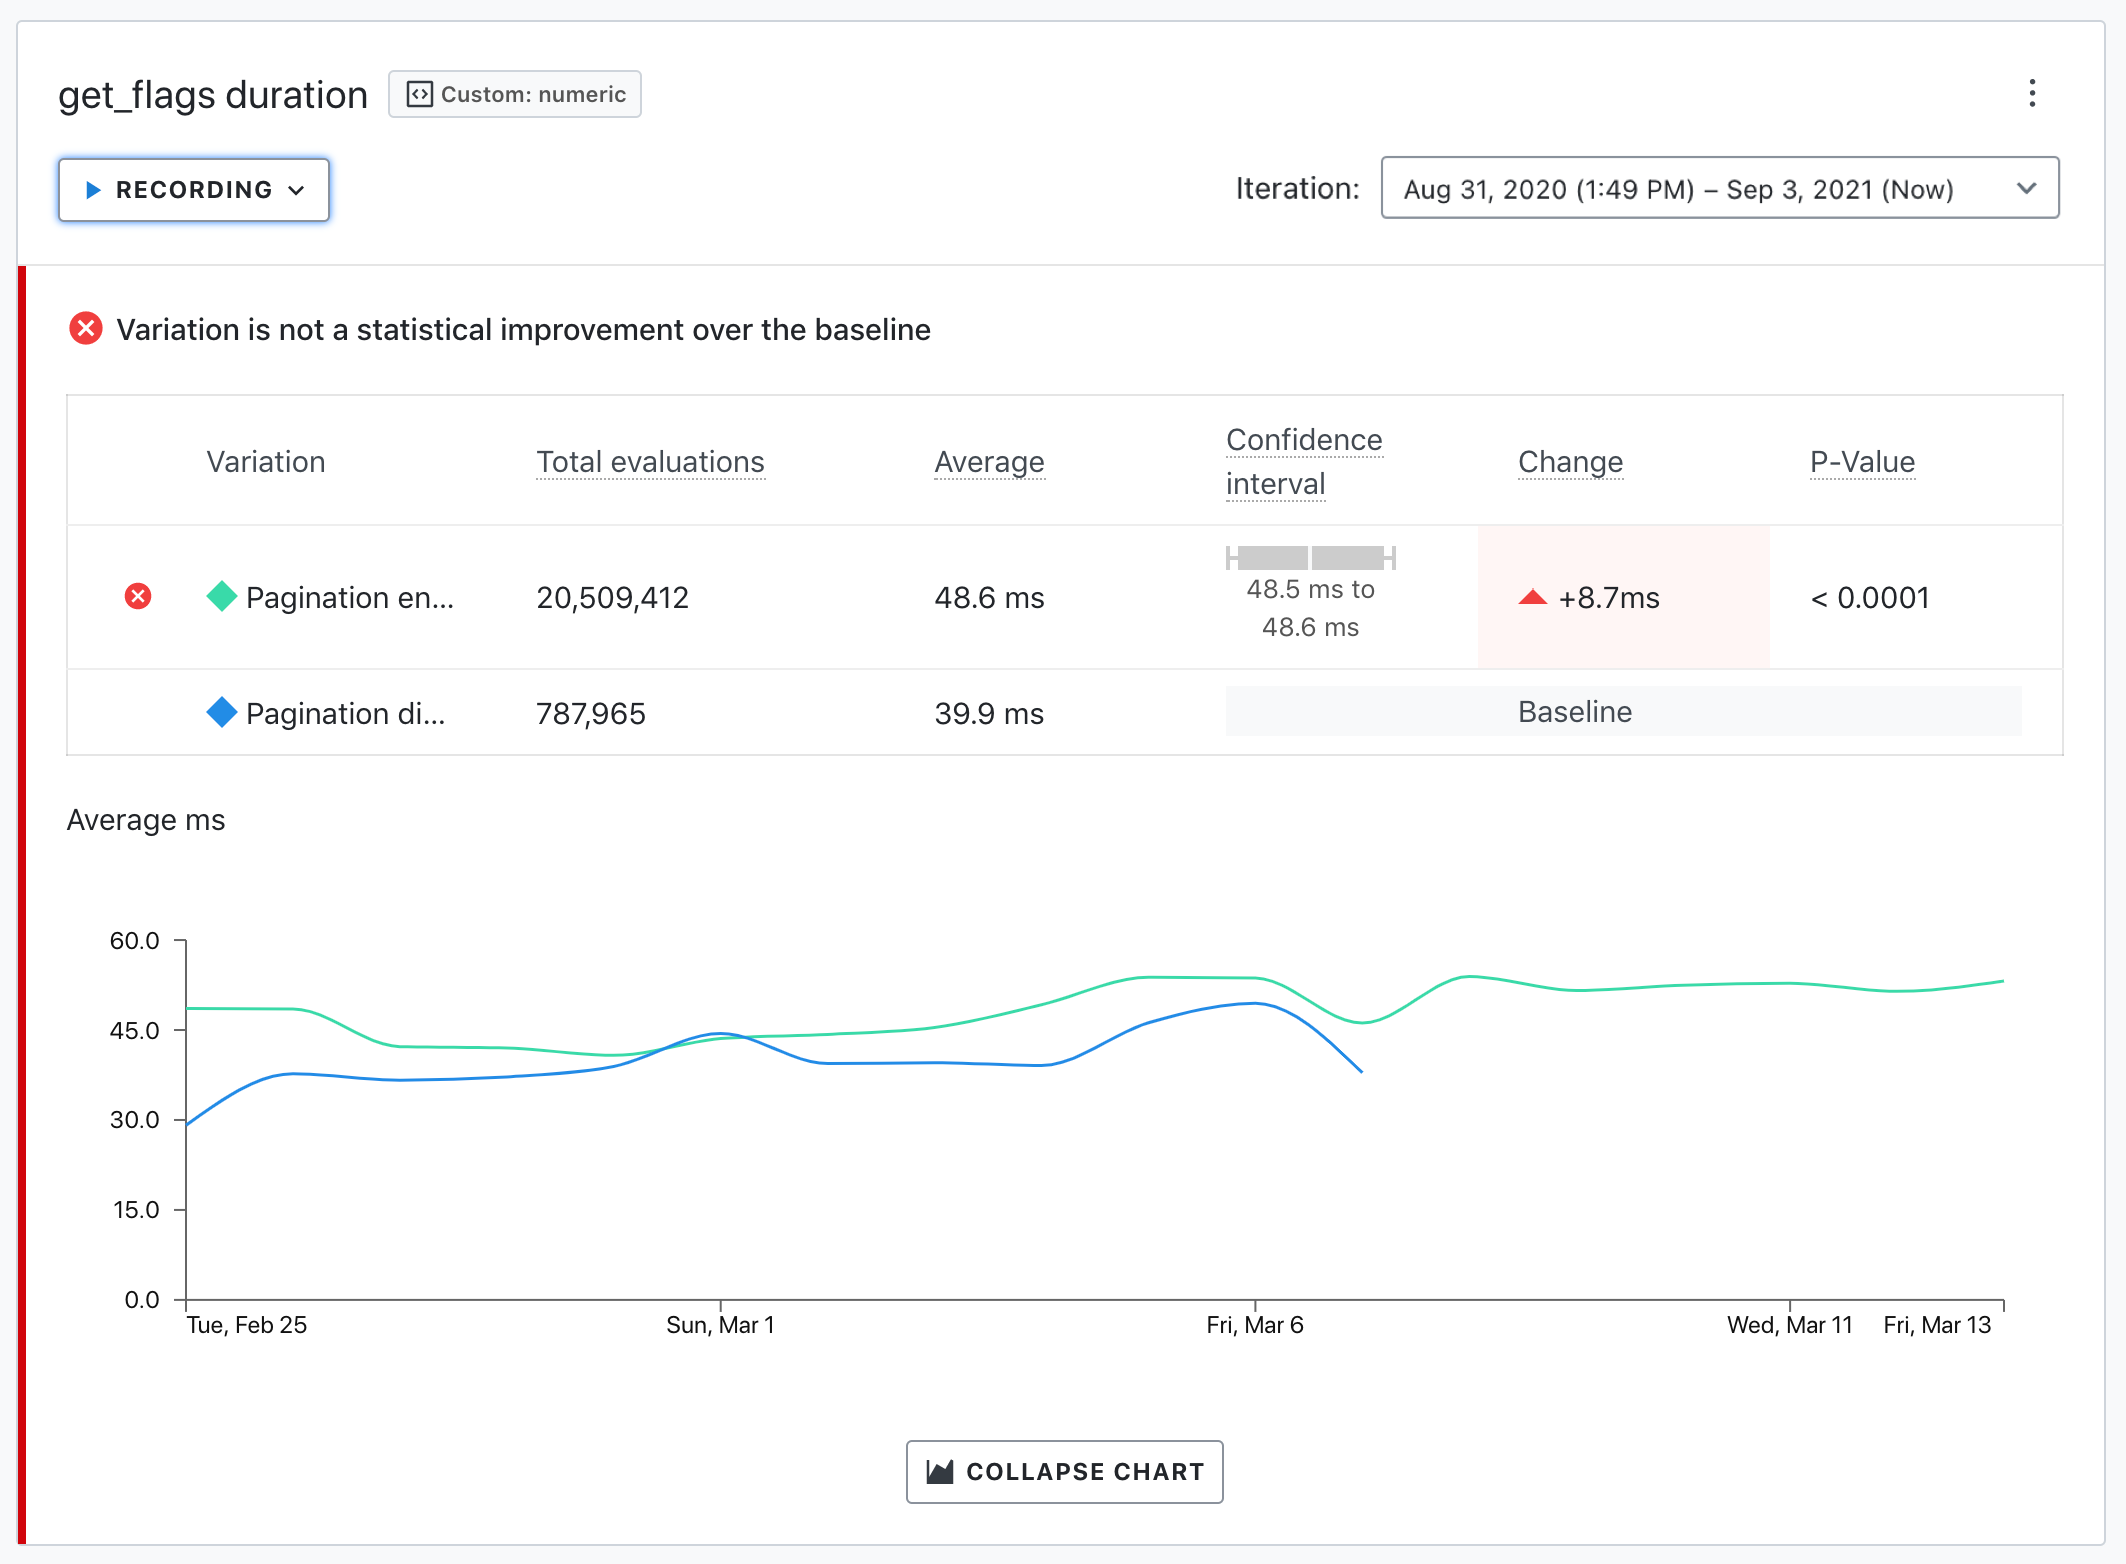 get_flags duration
Custom: numeric
RECORDING
Iteration:
Aug 31, 2020 (1:49 PM) – Sep 3, 2021 (Now)
Variation is not a statistical improvement over the baseline
Variation
Total evaluations
Average
Confidence
interval
Change
P-Value
Pagination en...
20,509,412
48.6 ms
48.5 ms to
48.6 ms
+8.7ms
< 0.0001
Pagination di...
787,965
39.9 ms
Baseline
Average ms
60.0
45.0
30.0
15.0
0.0
Tue, Feb 25
Sun, Mar 1
Fri, Mar 6
Wed, Mar 11
Fri, Mar 13
COLLAPSE CHART